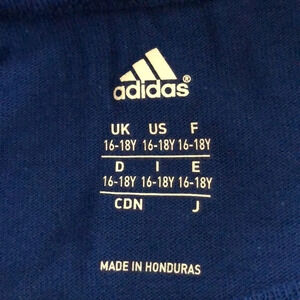 adidas
UK US F
16-18Y 16-18Y 16-18Y
D I E
16-18Y 16-18Y 16-18Y
CDN J
MADE IN HONDURAS